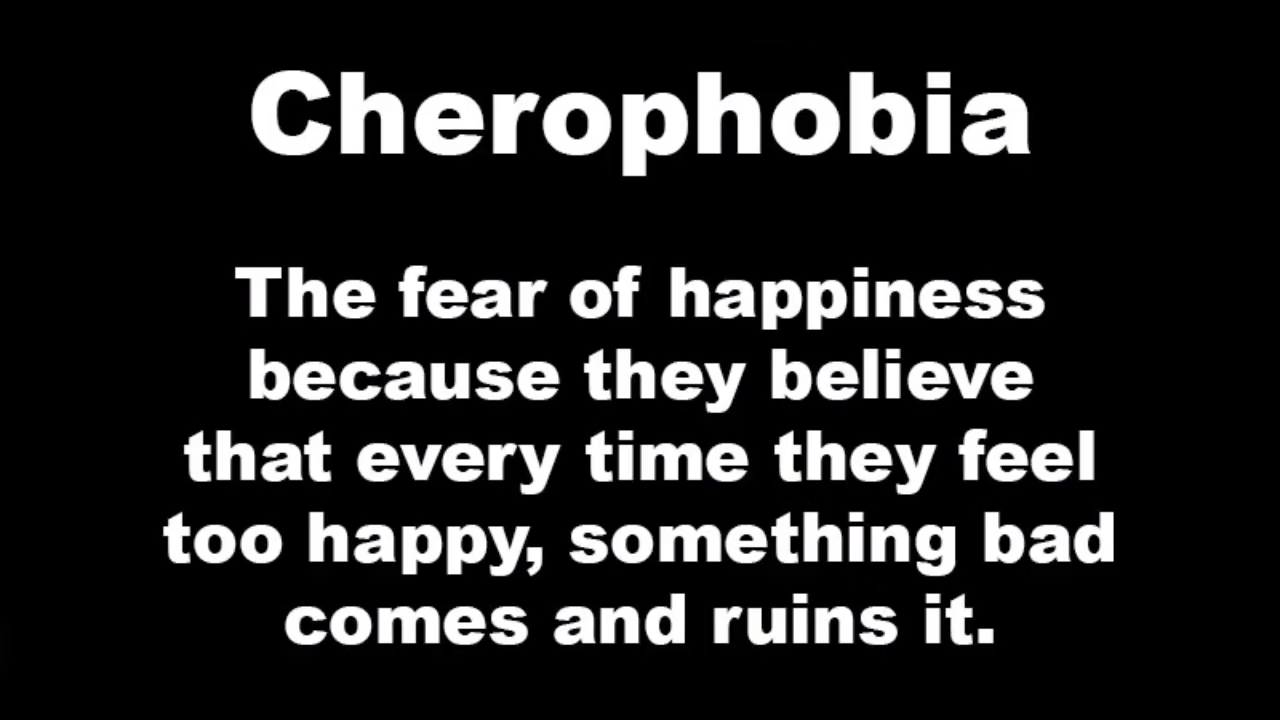 Cherophobia
The fear of happiness
because they believe
that every time they feel
too happy, something bad
comes and ruins it.